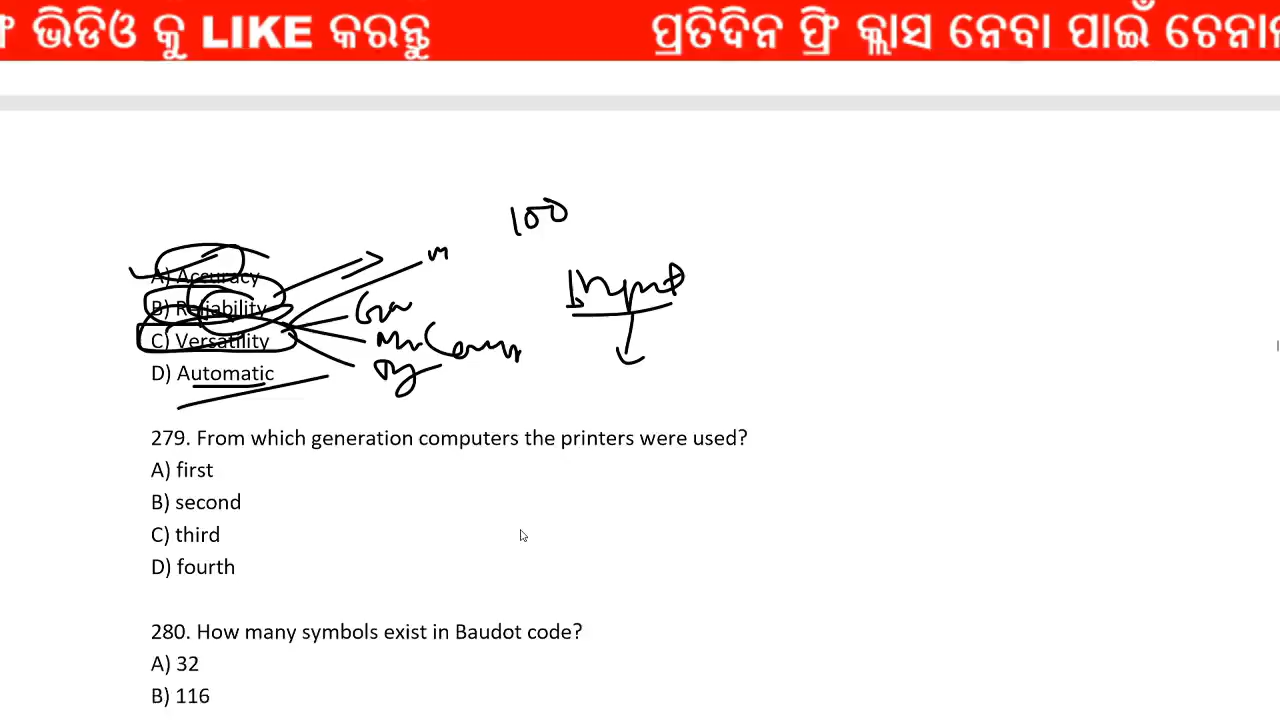 ଭିଡିଓ କୁ LIKE କରନ୍ତୁ ପ୍ରତିଦିନ ଫ୍ରି କ୍ଲାସ ନେବା ପାଇଁ
100
Input
A) Accuracy
B) Reliability
C) Versatility
D) Automatic
279. From which generation computers the printers were used?
A) first
B) second
C) third
D) fourth
280. How many symbols exist in Baudot code?
A) 32
B) 116